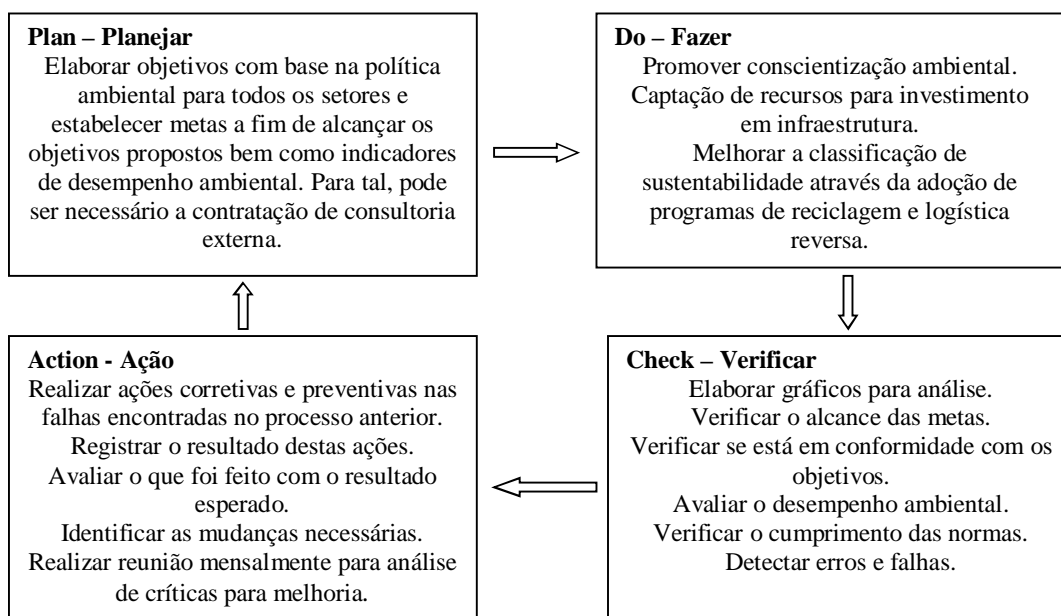 Plan – Planejar
Elaborar objetivos com base na política
ambiental para todos os setores e
estabelecer metas a fim de alcançar os
objetivos propostos bem como indicadores
de desempenho ambiental. Para tal, pode
ser necessário a contratação de consultoria
externa.
Do – Fazer
Promover conscientização ambiental.
Captação de recursos para investimento
em infraestrutura.
Melhorar a classificação de
sustentabilidade através da adoção de
programas de reciclagem e logística
reversa.
Action - Ação
Realizar ações corretivas e preventivas nas
falhas encontradas no processo anterior.
Registrar o resultado destas ações.
Avaliar o que foi feito com o resultado
esperado.
Identificar as mudanças necessárias.
Realizar reunião mensalmente para análise
de críticas para melhoria.
Check – Verificar
Elaborar gráficos para análise.
Verificar o alcance das metas.
Verificar se está em conformidade com os
objetivos.
Avaliar o desempenho ambiental.
Verificar o cumprimento das normas.
Detectar erros e falhas.